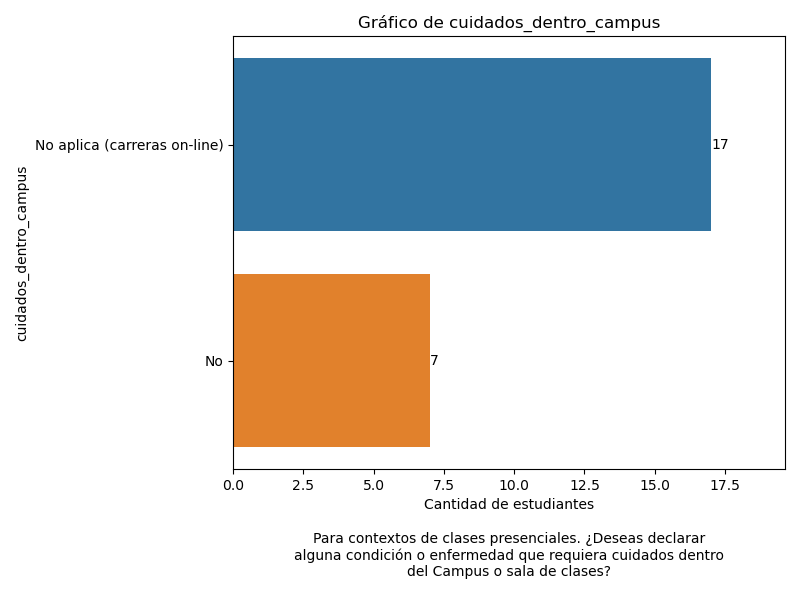 Gráfico de cuidados_dentro_campus
cuidados_dentro_campus
No aplica (carreras on-line)
17
No
7
0.0 2.5 5.0 7.5 10.0 12.5 15.0 17.5
Cantidad de estudiantes
Para contextos de clases presenciales. ¿Deseas declarar
alguna condición o enfermedad que requiera cuidados dentro
del Campus o sala de clases?